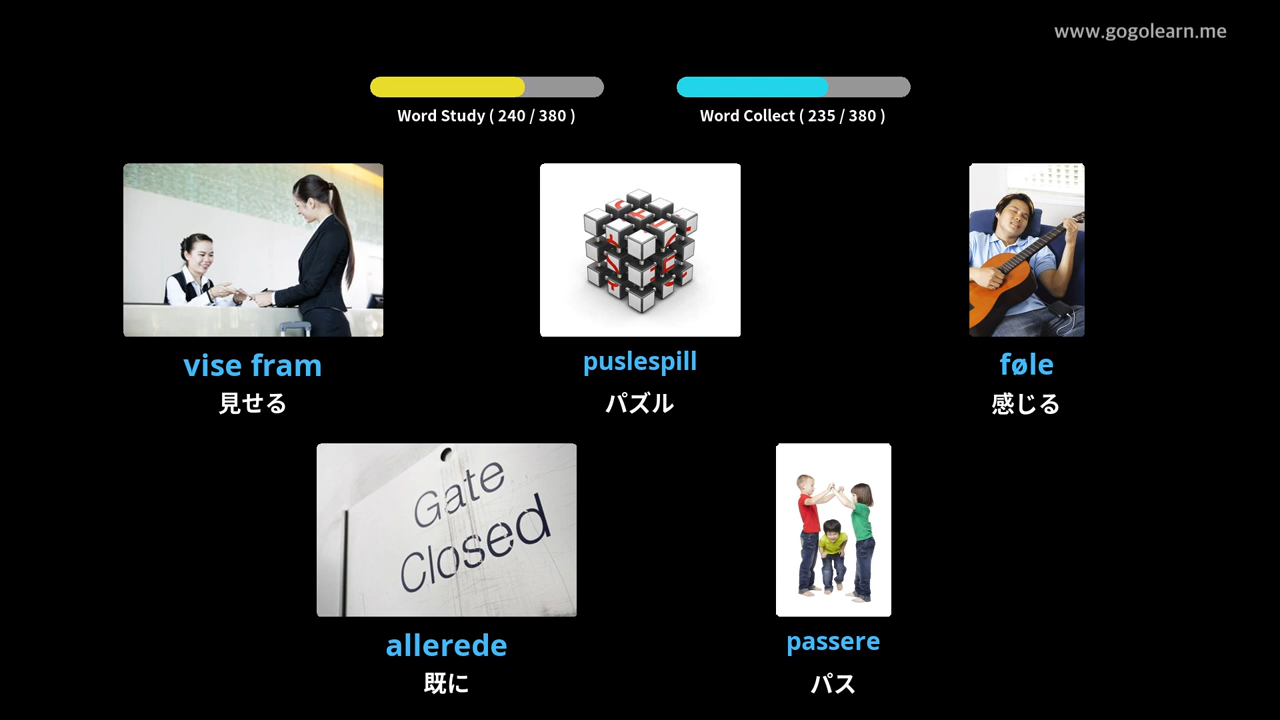 www.gogolearn.me
Word Study ( 240 / 380 )
Word Collect ( 235 / 380 )
vise fram
見せる
puslespill
パズル
føle
感じる
Gate
Closed
allerede
既に
passere
パス